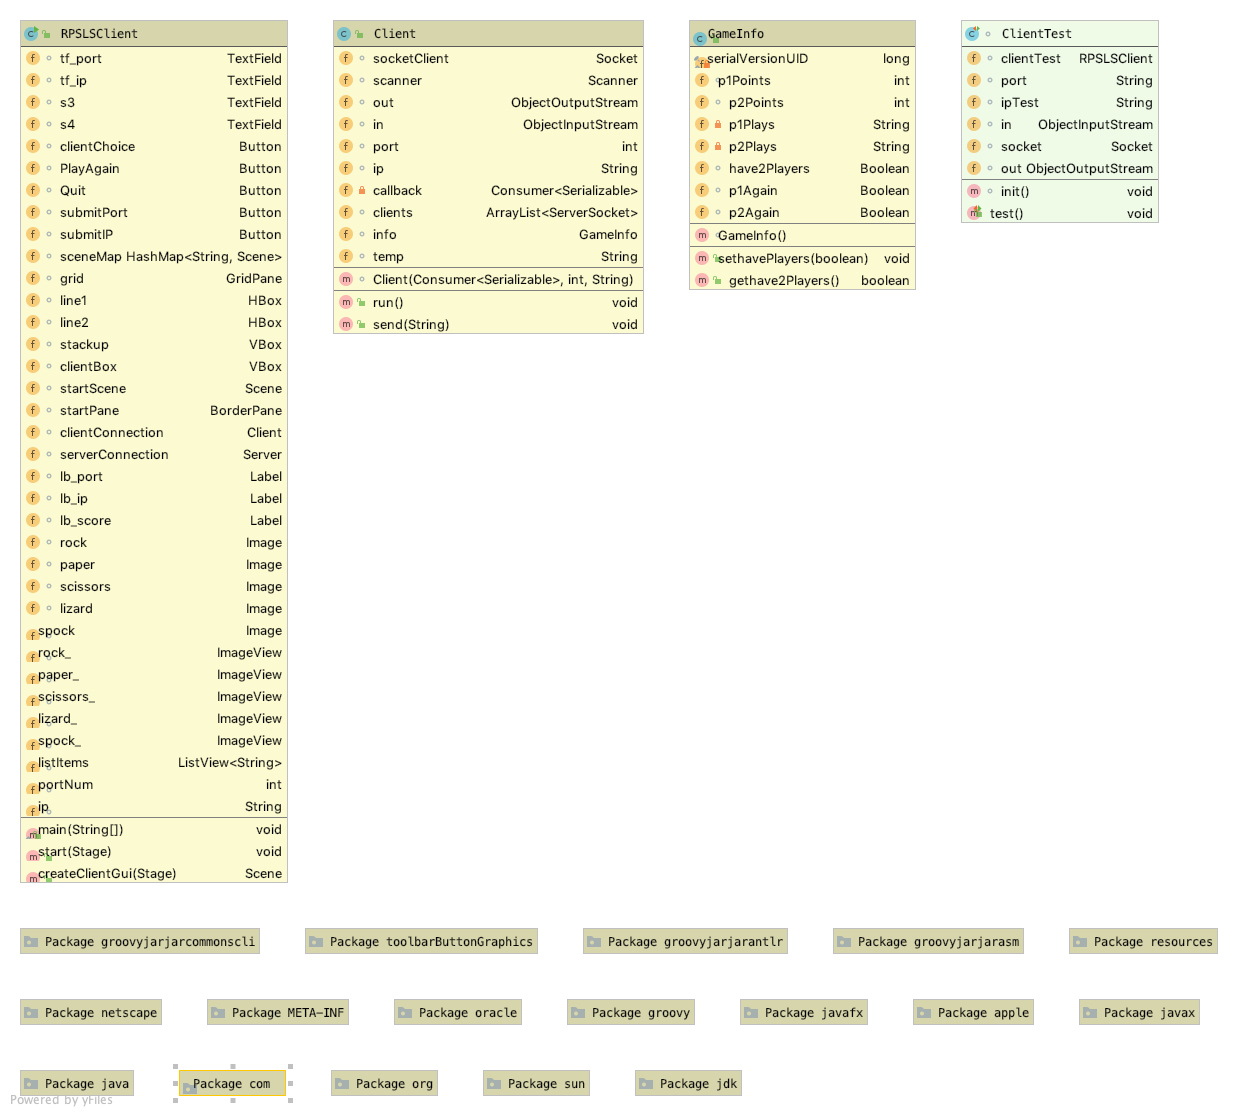 RPSLSClient
tf_port TextField
tf_ip TextField
s3 TextField
s4 TextField
clientChoice Button
PlayAgain Button
Quit Button
submitPort Button
submitIP Button
sceneMap HashMap<String, Scene>
grid GridPane
line1 HBox
line2 HBox
stackup VBox
clientBox VBox
startScene Scene
startPane BorderPane
clientConnection Client
serverConnection Server
lb_port Label
lb_ip Label
lb_score Label
rock Image
paper Image
scissors Image
lizard Image
spock Image
rock_ ImageView
paper_ ImageView
scissors_ ImageView
lizard_ ImageView
spock_ ImageView
listItems ListView<String>
portNum int
ip String
main(String[]) void
start(Stage) void
createClientGui(Stage) Scene
Client
socketClient Socket
scanner Scanner
out ObjectOutputStream
in ObjectInputStream
port int
ip String
callback Consumer<Serializable>
clients ArrayList<ServerSocket>
info GameInfo
temp String
Client(Consumer<Serializable>, int, String)
run() void
send(String) void
GameInfo
serialVersionUID long
p1Points int
p2Points int
p1Plays String
p2Plays String
have2Players Boolean
p1Again Boolean
p2Again Boolean
GameInfo()
sethavePlayers(boolean) void
gethave2Players() boolean
ClientTest
clientTest RPSLSClient
port String
ipTest String
in ObjectInputStream
socket Socket
out ObjectOutputStream
init() void
test() void
Package groovyjarjarcommonscli
Package toolbarButtonGraphics
Package groovyjarjarantlr
Package groovyjarjarasm
Package resources
Package netscape
Package META-INF
Package oracle
Package groovy
Package javafx
Package apple
Package javax
Package java
Package com
Package org
Package sun
Package jdk
Powered by yFiles